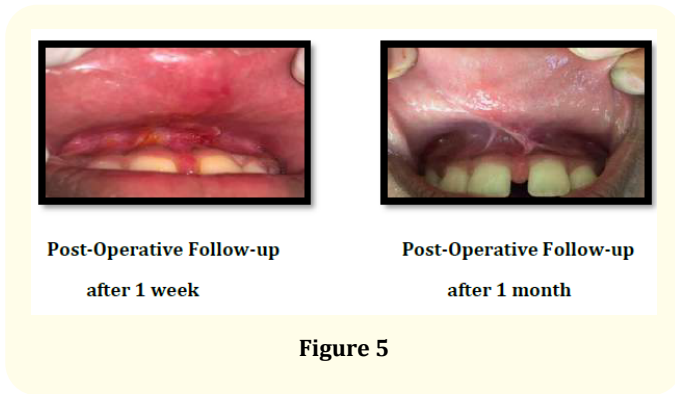 Post-Operative Follow-up
after 1 week
Post-Operative Follow-up
after 1 month
Figure 5